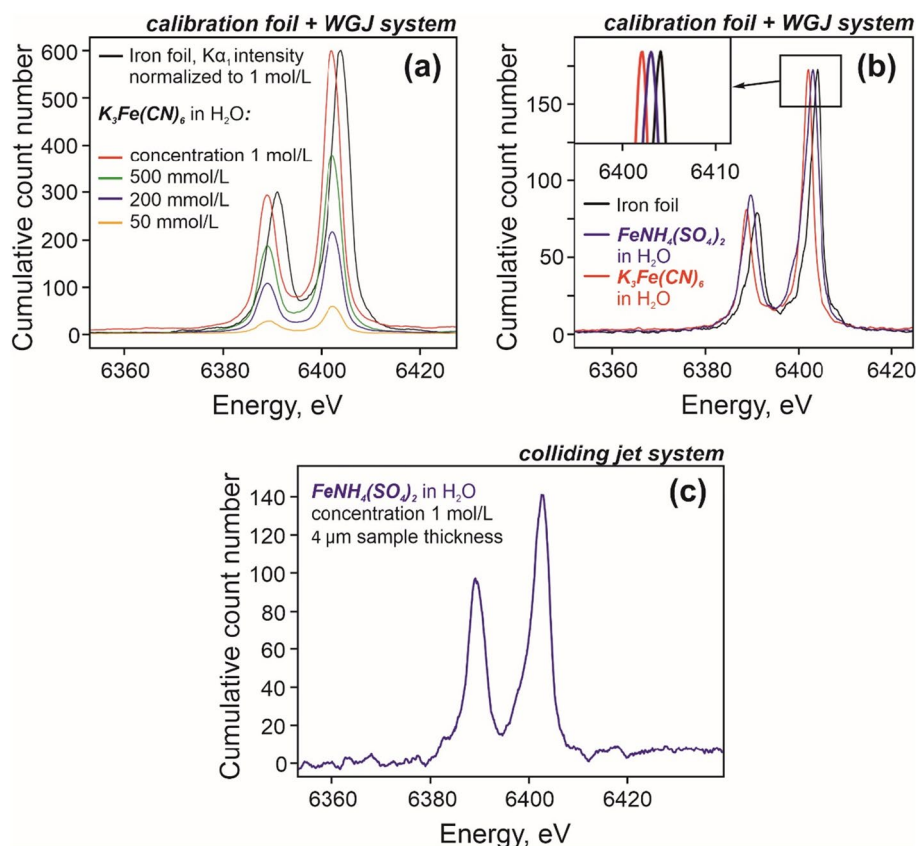 calibration foil + WGJ system
(a)
Cumulative count number
600
500
400
300
200
100
0
Iron foil, Kα₁ intensity
normalized to 1 mol/L
K₃Fe(CN)₆ in H₂O:
concentration 1 mol/L
500 mmol/L
200 mmol/L
50 mmol/L
6360 6380 6400 6420
Energy, eV
calibration foil + WGJ system
(b)
Cumulative count number
150
100
50
0
6400 6410
Iron foil
FeNH₄(SO₄)₂
in H₂O
K₃Fe(CN)₆
in H₂O
6360 6380 6400 6420
Energy, eV
colliding jet system
(c)
Cumulative count number
140
120
100
80
60
40
20
0
FeNH₄(SO₄)₂ in H₂O
concentration 1 mol/L
4 μm sample thickness
6360 6380 6400 6420
Energy, eV